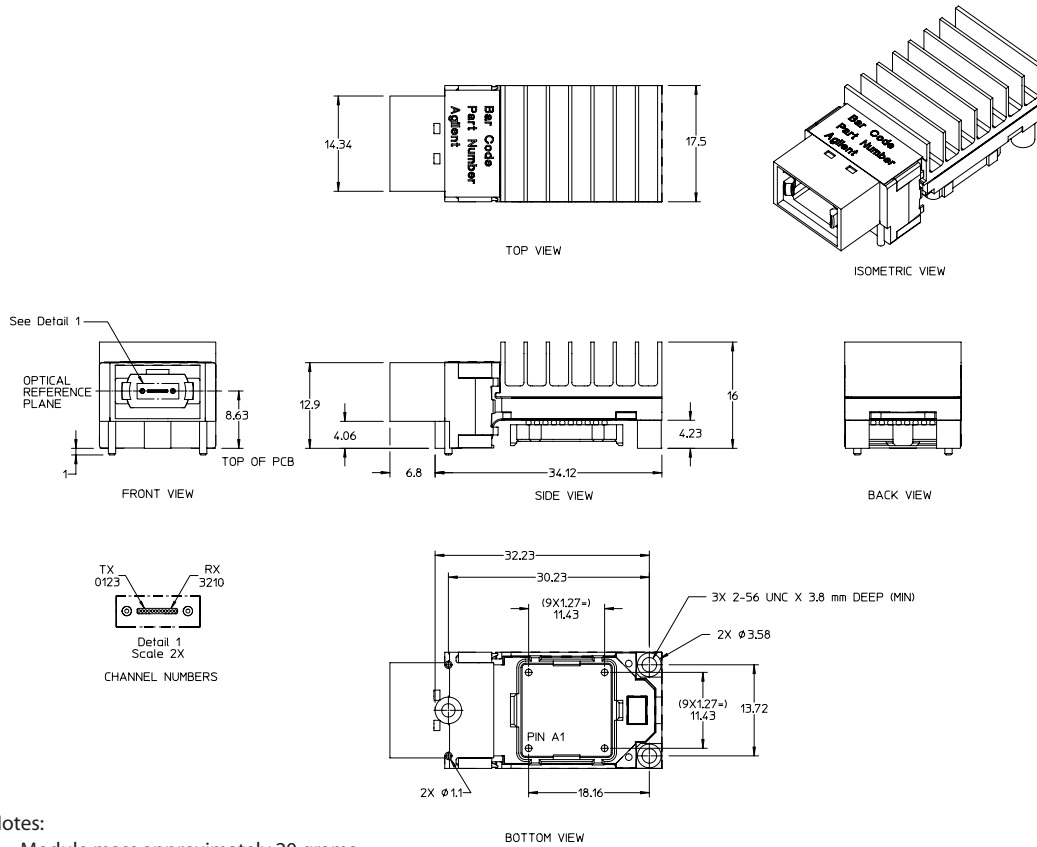 14.34
Bar Code
Part Number
Agilent
17.5
TOP VIEW
Bar Code
Part Number
Agilent
ISOMETRIC VIEW
See Detail 1
OPTICAL
REFERENCE
PLANE
8.63
TOP OF PCB
1
FRONT VIEW
12.9
4.06
6.8
34.12
16
4.23
SIDE VIEW
BACK VIEW
TX
0123
RX
3210
Detail 1
Scale 2X
CHANNEL NUMBERS
32.23
30.23
(9X1.27=)
11.43
3X 2-56 UNC X 3.8 mm DEEP (MIN)
2X ϕ3.58
(9X1.27=)
11.43
13.72
PIN A1
2X ϕ1.1
18.16
BOTTOM VIEW
lotes: